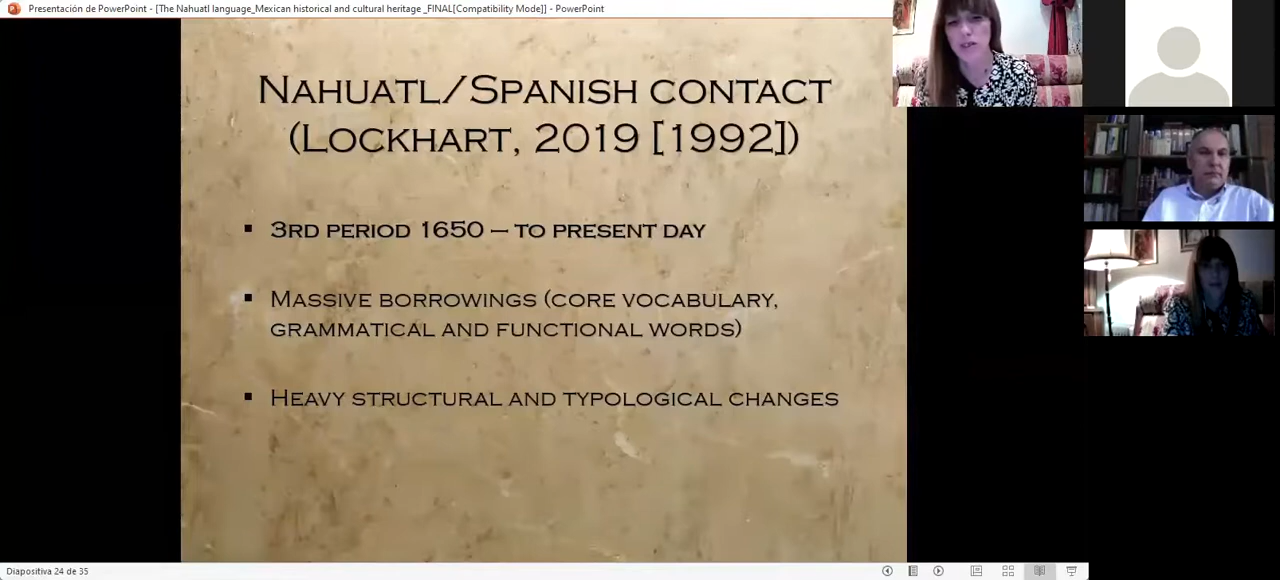 Presentación de PowerPoint - [The Nahuatl language_Mexican historical and cultural heritage _FINAL[Compatibility Mode]] - PowerPoint
NAHUATL/SPANISH CONTACT
(LOCKHART, 2019 [1992])
▪ 3RD PERIOD 1650 – TO PRESENT DAY
▪ MASSIVE BORROWINGS (CORE VOCABULARY,
GRAMMATICAL AND FUNCTIONAL WORDS)
▪ HEAVY STRUCTURAL AND TYPOLOGICAL CHANGES
Diapositiva 24 de 35